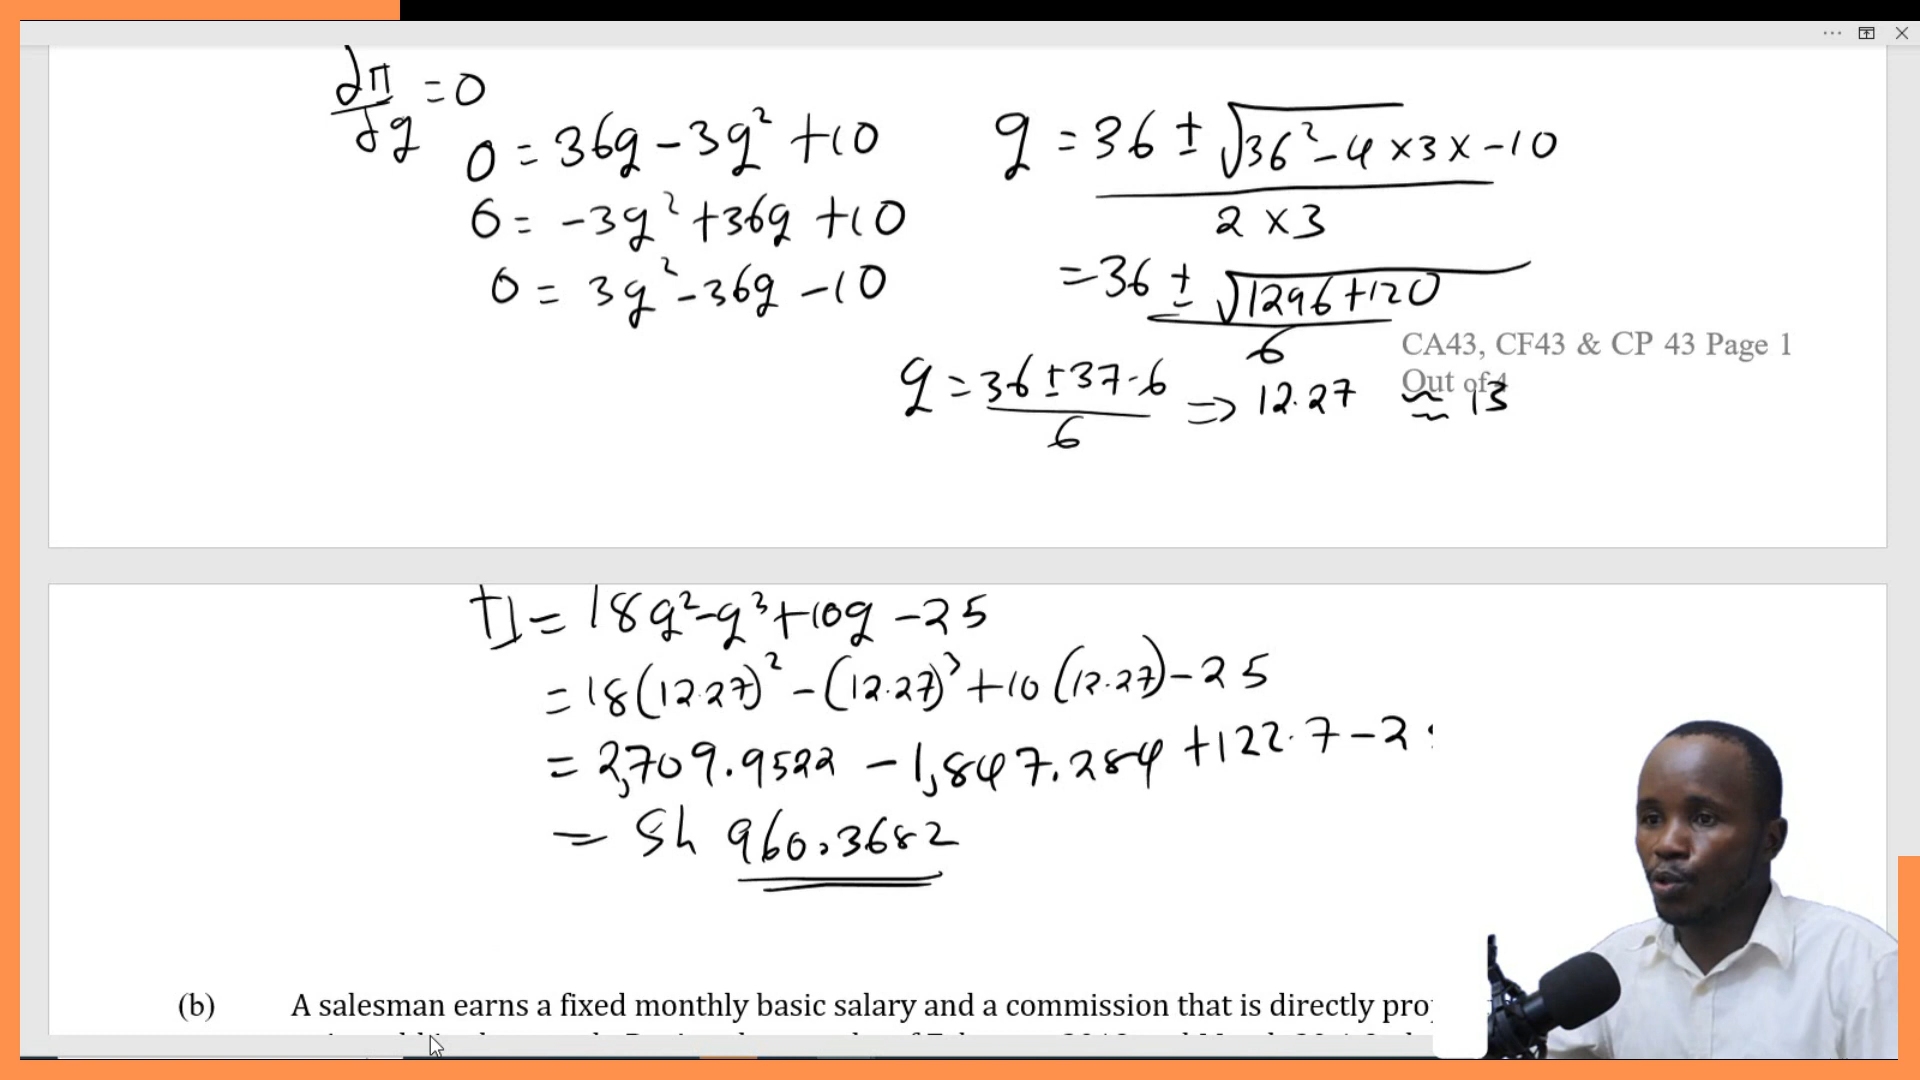 dπ/dq = 0
0 = 36q - 3q² + 10
0 = -3q² + 36q + 10
0 = 3q² - 36q - 10
q = 36 ± √36² - 4 x 3 x -10
2 x 3
= 36 ± √1296 + 120
6
CA43, CF43 & CP 43 Page 1
Out of 4
q = 36 ± 37.6 / 6 => 12.27 ≈ 13
π = 18q² - q³ + 10q - 25
= 18(12.27)² - (12.27)³ + 10(12.27) - 25
= 2,709.9522 - 1,847.284 + 122.7 - 2
= Sh 960.3682
(b) A salesman earns a fixed monthly basic salary and a commission that is directly pro